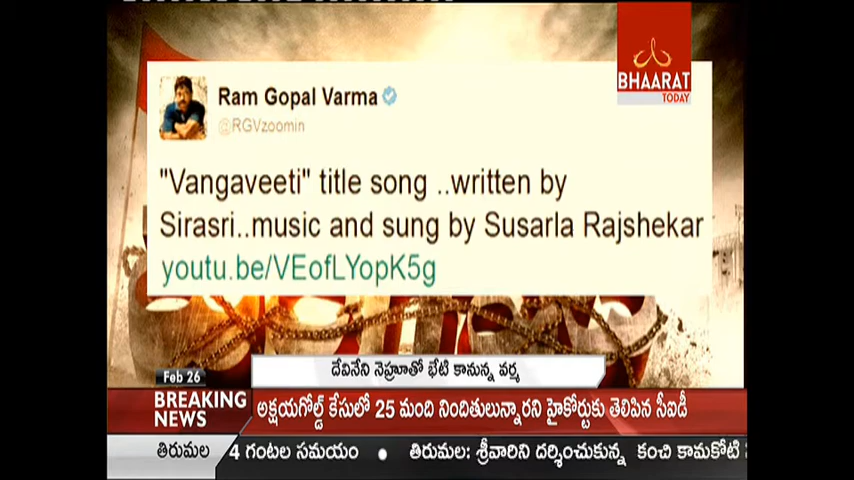 BHAARAT
TODAY
Ram Gopal Varma
@RGVzoomin
"Vangaveeti" title song ..written by
Sirasri..music and sung by Susarla Rajshekar
youtu.be/VEofLYopK5g
దేవినేని నెహ్రూతో భేటి కానున్న వర్మ
Feb 26
BREAKING
NEWS
అక్షయగోల్డ్ కేసులో 25 మంది నిందితులున్నారని హైకోర్టుకు తెలిపిన సీఐడీ
తిరుమల
4 గంటల సమయం • తిరుమల: శ్రీవారిని దర్శించుకున్న కంచి కామకోటి